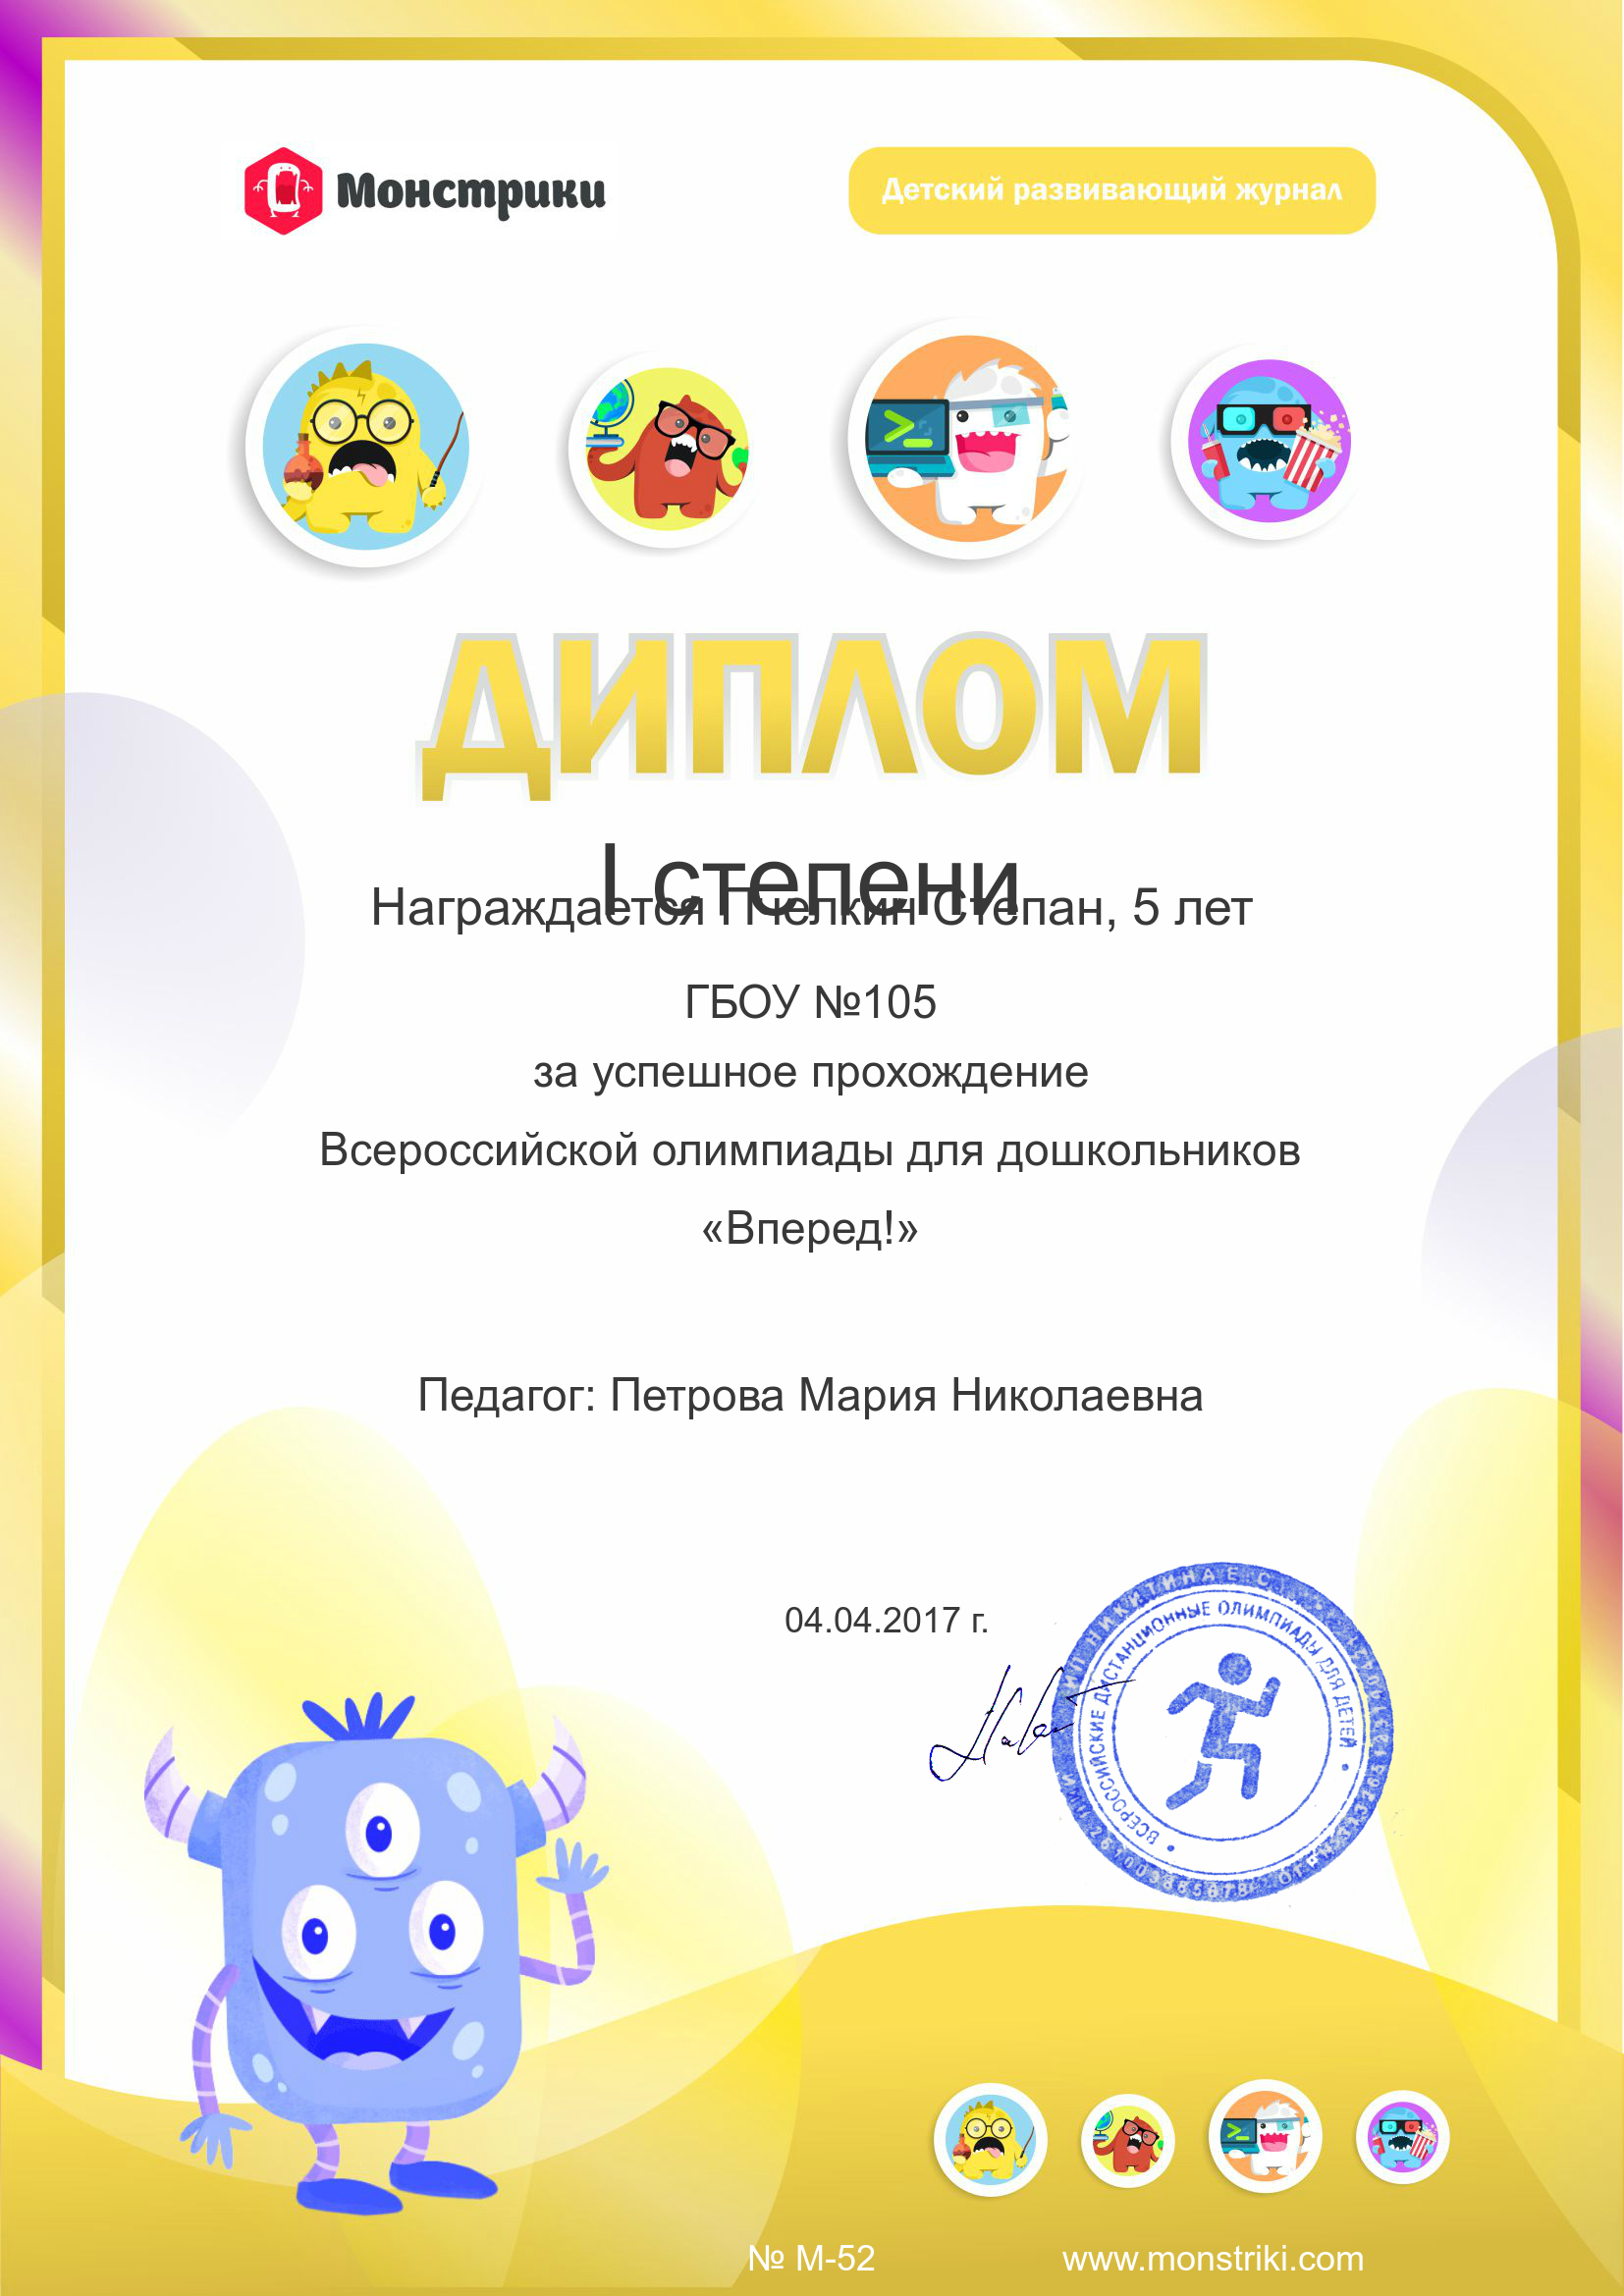 Монстрики
Детский развивающий журнал
ДИПЛОМ
I степени
Награждается Пчелкин Степан, 5 лет
ГБОУ №105
за успешное прохождение
Всероссийской олимпиады для дошкольников
«Вперед!»
Педагог: Петрова Мария Николаевна
04.04.2017 г.
ВСЕРОССИЙСКИЕ ДИСТАНЦИОННЫЕ ОЛИМПИАДЫ ДЛЯ ДЕТЕЙ
№ М-52
www.monstriki.com